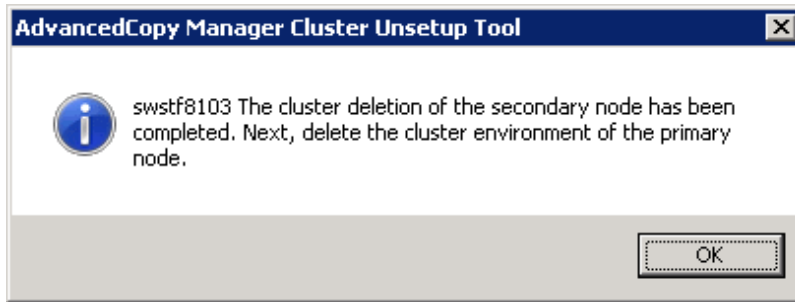 AdvancedCopy Manager Cluster Unsetup Tool
swstf8103 The cluster deletion of the secondary node has been
completed. Next, delete the cluster environment of the primary
node.
OK